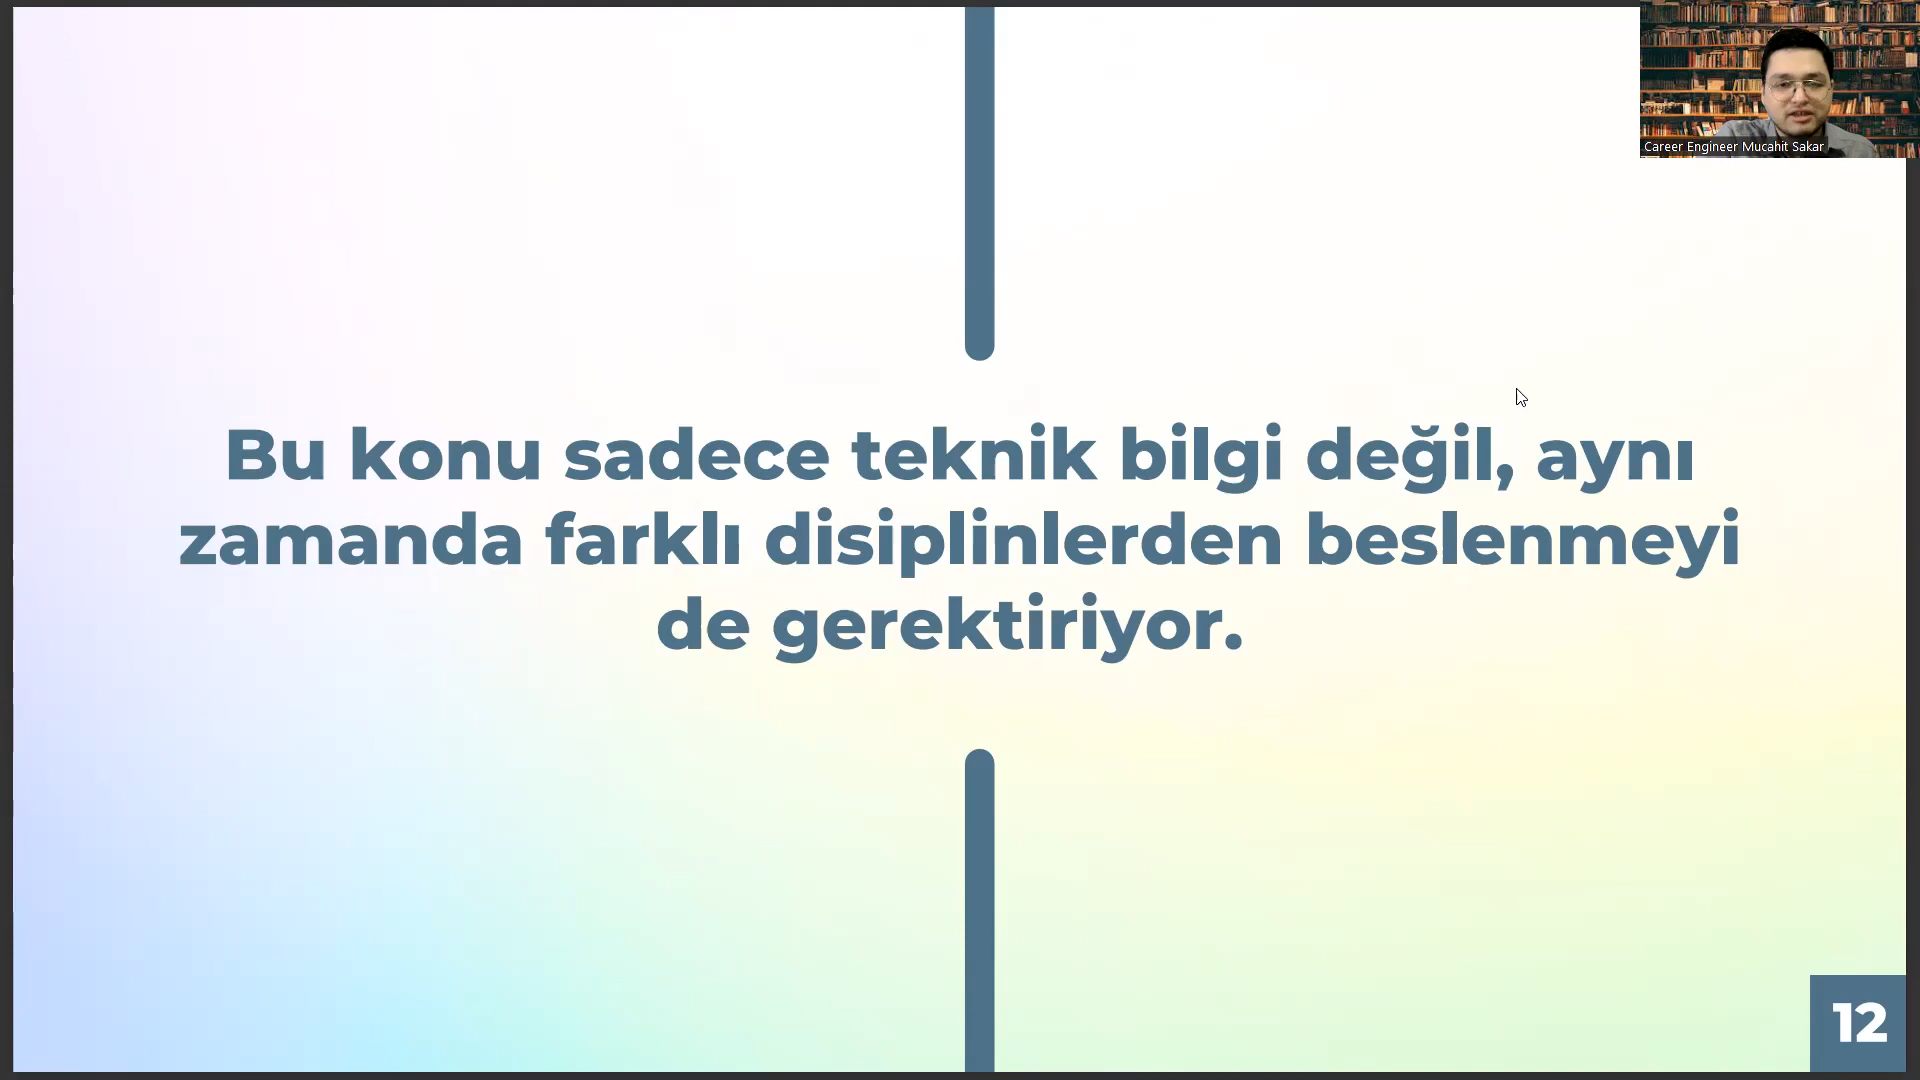 Career Engineer Mucahit Sakar
Bu konu sadece teknik bilgi değil, aynı
zamanda farklı disiplinlerden beslenmeyi
de gerektiriyor.
12